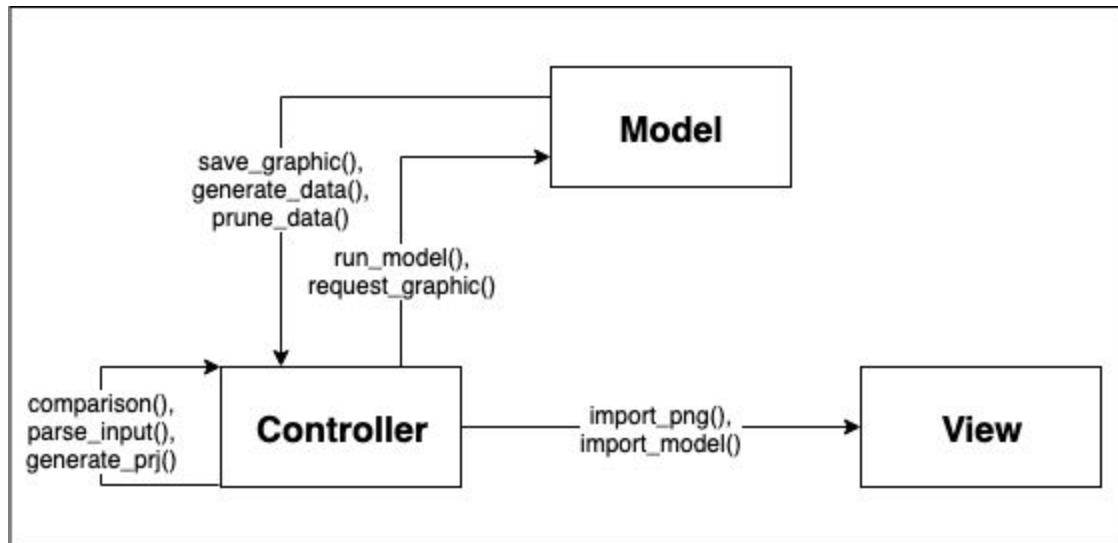 Model
save_graphic(),
generate_data(),
prune_data()
run_model(),
request_graphic()
comparison(),
parse_input(),
generate_prj()
Controller
import_png(),
import_model()
View